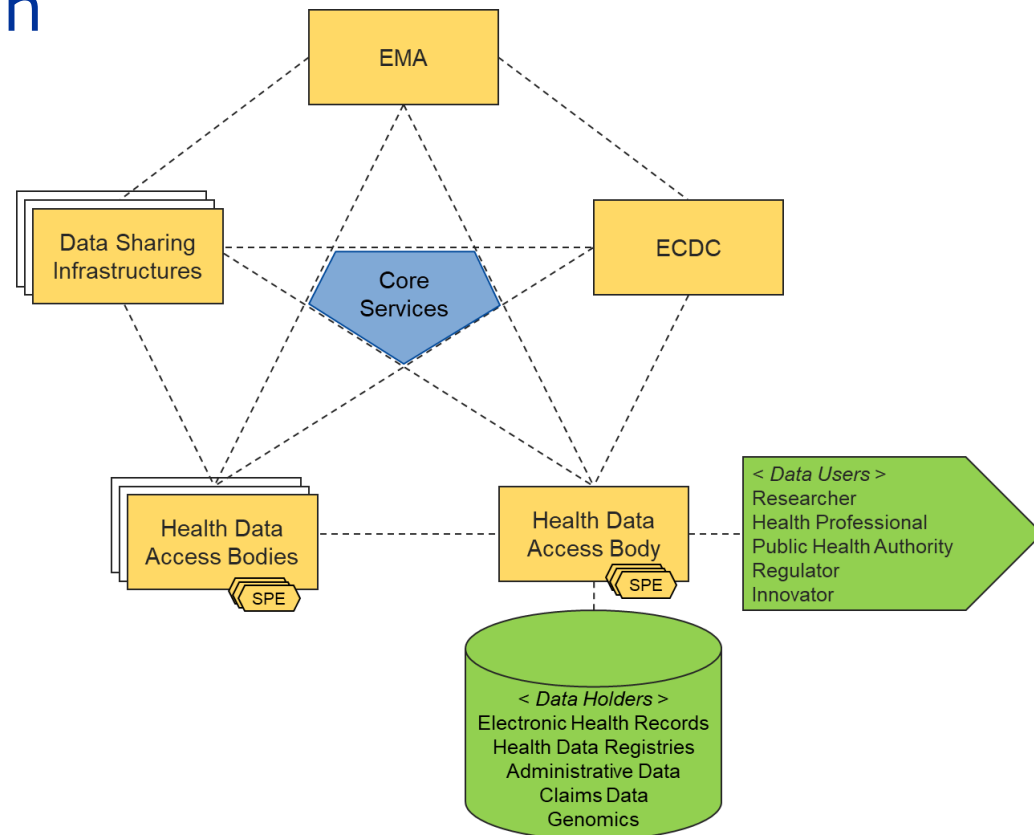 n
EMA
Data Sharing
Infrastructures
ECDC
Core
Services
Health Data
Access Bodies
SPE
Health Data
Access Body
SPE
< Data Users >
Researcher
Health Professional
Public Health Authority
Regulator
Innovator
< Data Holders >
Electronic Health Records
Health Data Registries
Administrative Data
Claims Data
Genomics